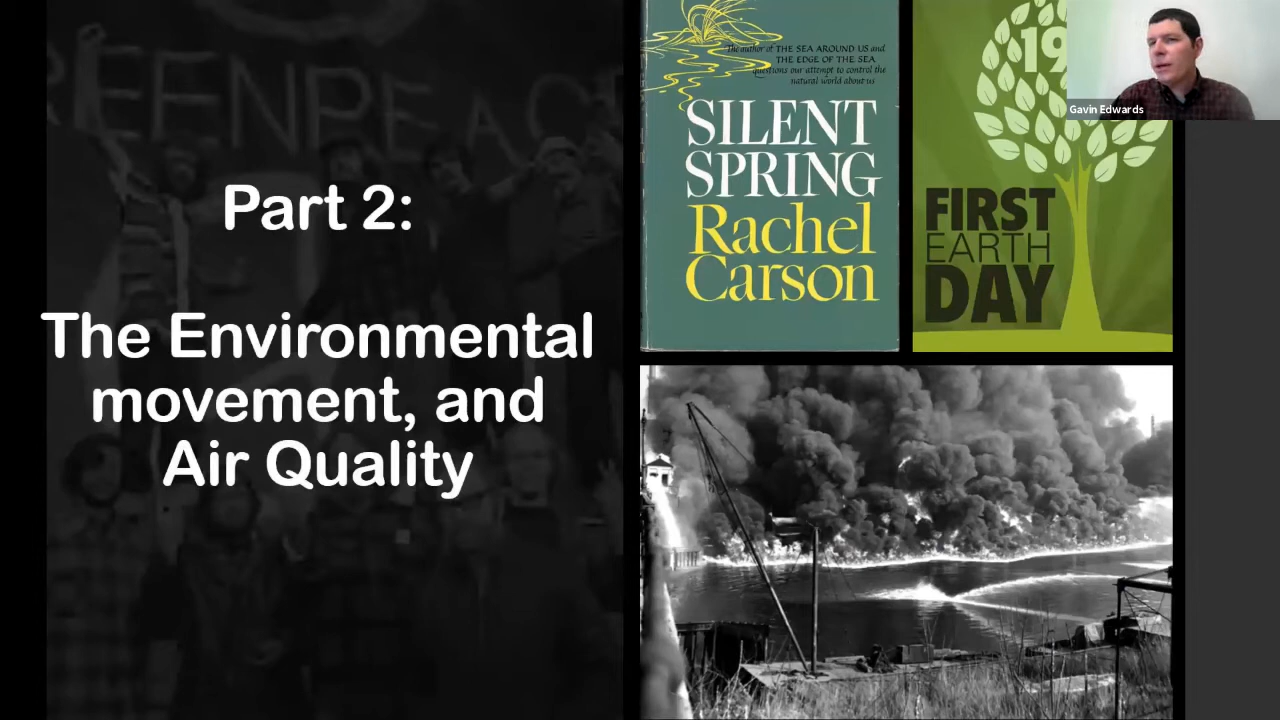 GREENPEACE
Part 2:
The Environmental
movement, and
Air Quality
The author of THE SEA AROUND US and
THE EDGE OF THE SEA
questions our attempt to control the
natural world about us
SILENT
SPRING
Rachel
Carson
19
FIRST
EARTH
DAY
Gavin Edwards